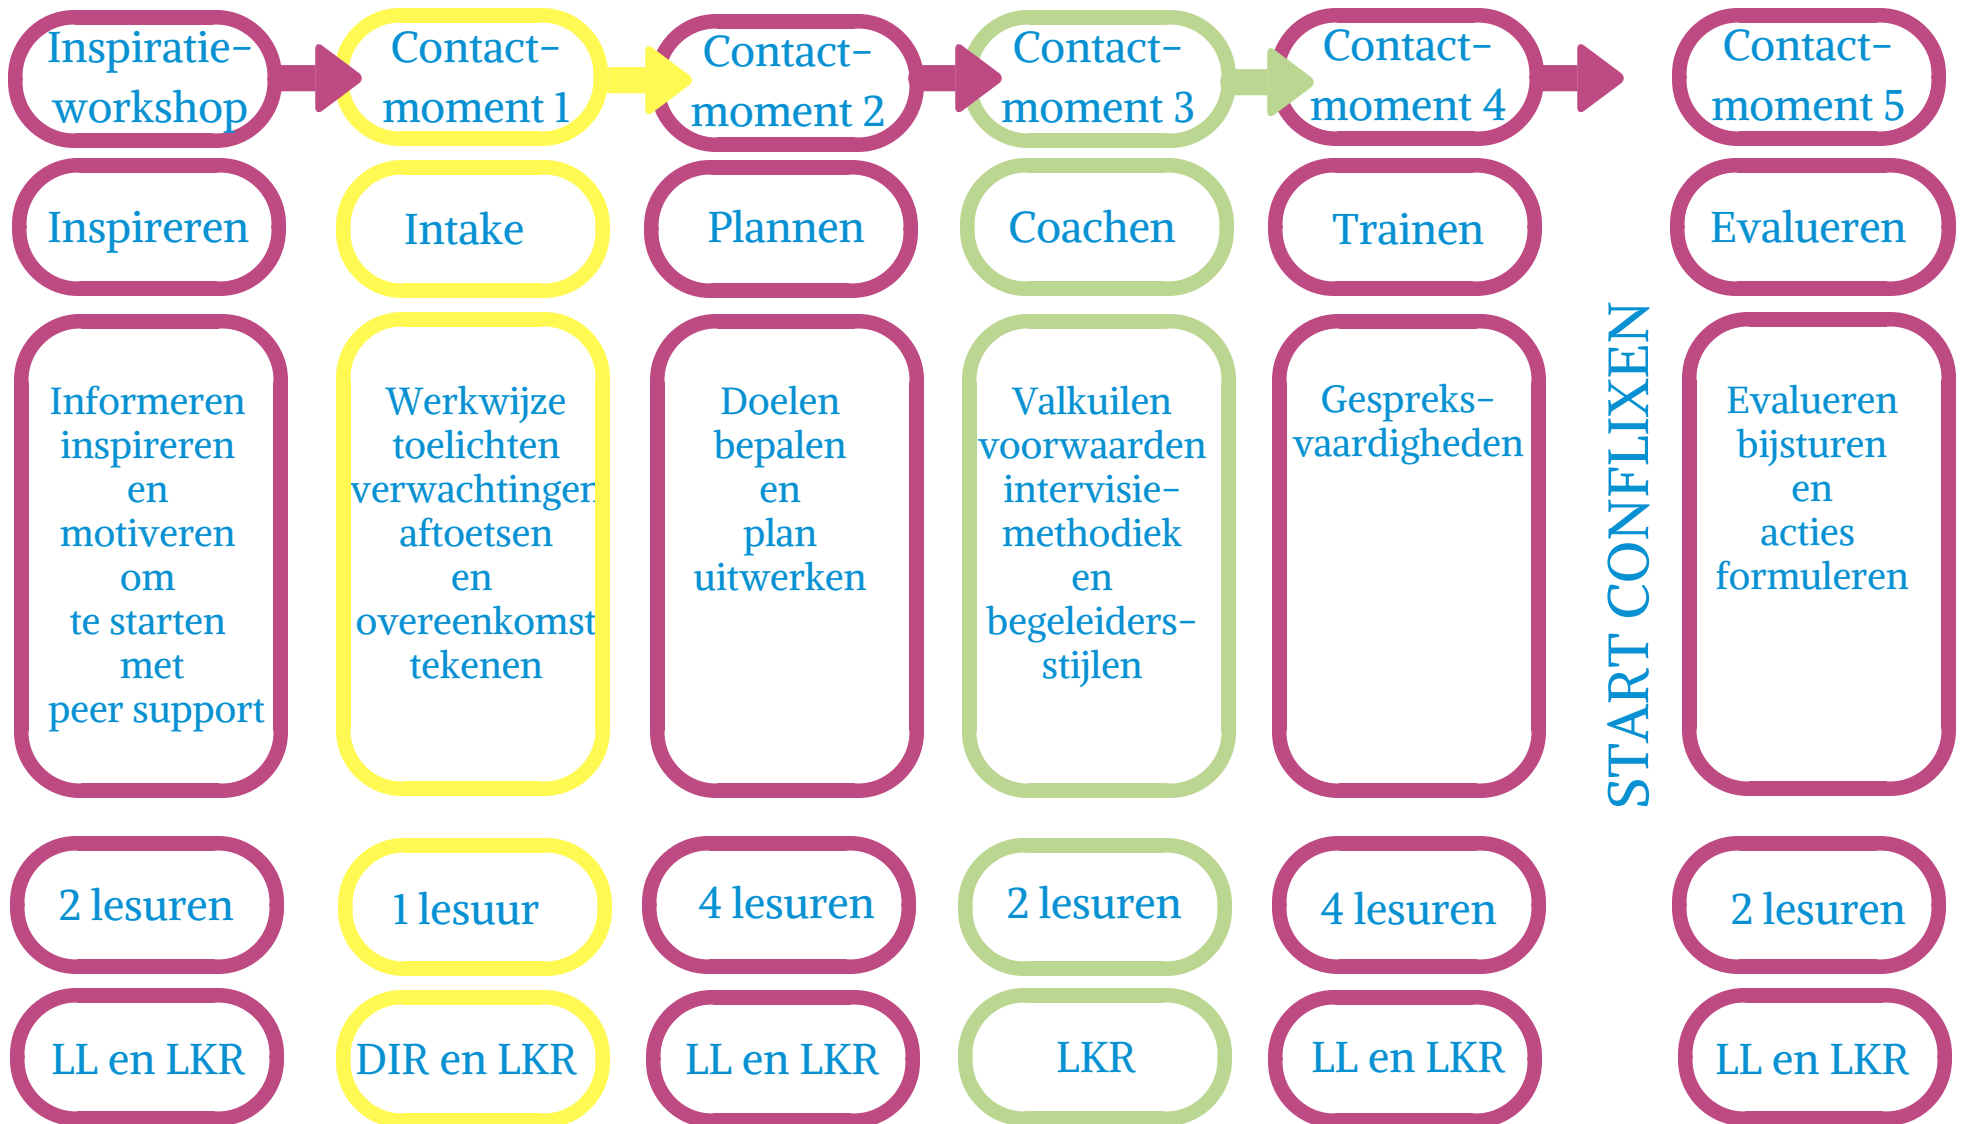 Inspiratie-
workshop
Contact-
moment 1
Contact-
moment 2
Contact-
moment 3
Contact-
moment 4
Contact-
moment 5
Inspireren
Intake
Plannen
Coachen
Trainen
Evalueren
Informeren
inspireren
en
motiveren
om
te starten
met
peer support
Werkwijze
toelichten
verwachtingen
aftoetsen
en
overeenkomst
tekenen
Doelen
bepalen
en
plan
uitwerken
Valkuilen
voorwaarden
intervisie-
methodiek
en
begeleiders-
stijlen
Gespreks-
vaardigheden
START CONFLIXEN
Evalueren
bijsturen
en
acties
formuleren
2 lesuren
1 lesuur
4 lesuren
2 lesuren
4 lesuren
2 lesuren
LL en LKR
DIR en LKR
LL en LKR
LKR
LL en LKR
LL en LKR